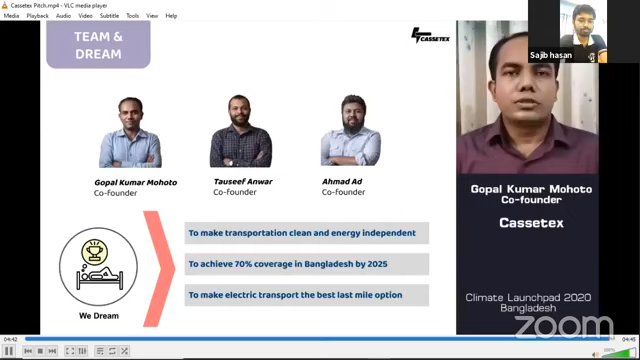 Cassetex Pitch.mp4 - VLC media player
Media Playback Audio Video Subtitle Tools View Help
TEAM &
DREAM
CASSETEX
Sajib hasan
Gopal Kumar Mohoto
Co-founder
Tauseef Anwar
Co-founder
Ahmad Ad
Co-founder
Gopal Kumar Mohoto
Co-founder
Cassetex
To make transportation clean and energy independent
To achieve 70% coverage in Bangladesh by 2025
To make electric transport the best last mile option
We Dream
Climate Launchpad 2020
Bangladesh
zoom
04:42
04:45
100%